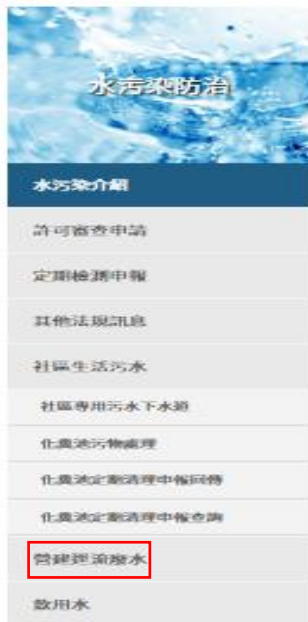 水污染防治
水污染介紹
許可審查申請
定期檢測申報
其他法規訊息
社區生活污水
社區專用污水下水道
化糞池污物處理
化糞池定期清理申報回傳
化糞池定期清理申報查詢
營建逕流廢水
飲用水